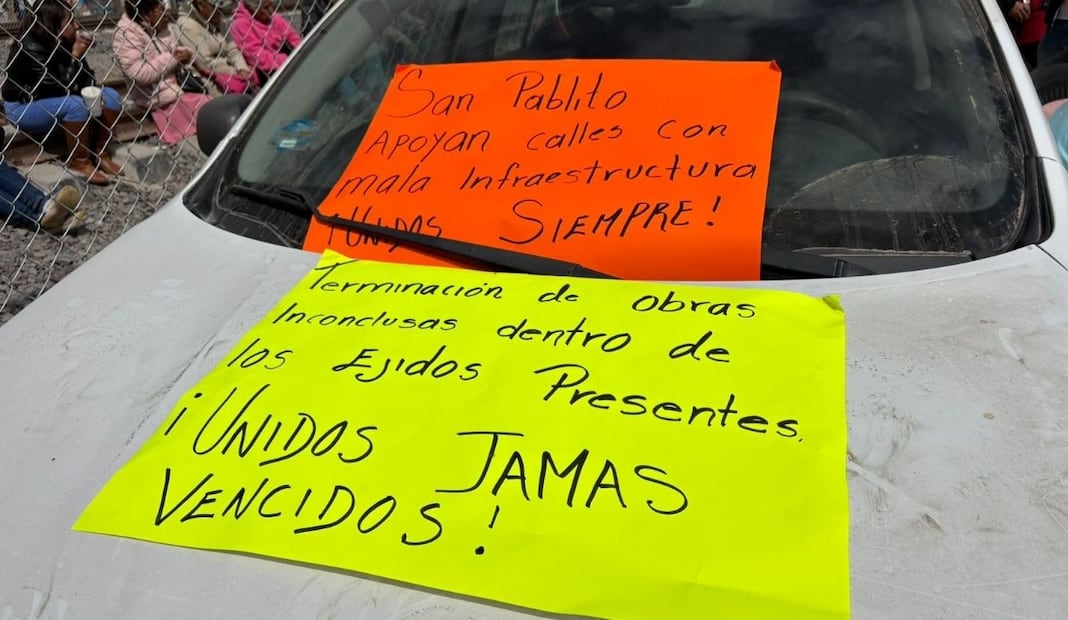 San Pablito
APOYAN calles con
mala Infraestructura
¡UNIDOS SIEMPRE!
Terminación de obras
Inconclusas dentro de
los Ejidos Presentes.
¡UNIDOS JAMAS
VENCIDOS!